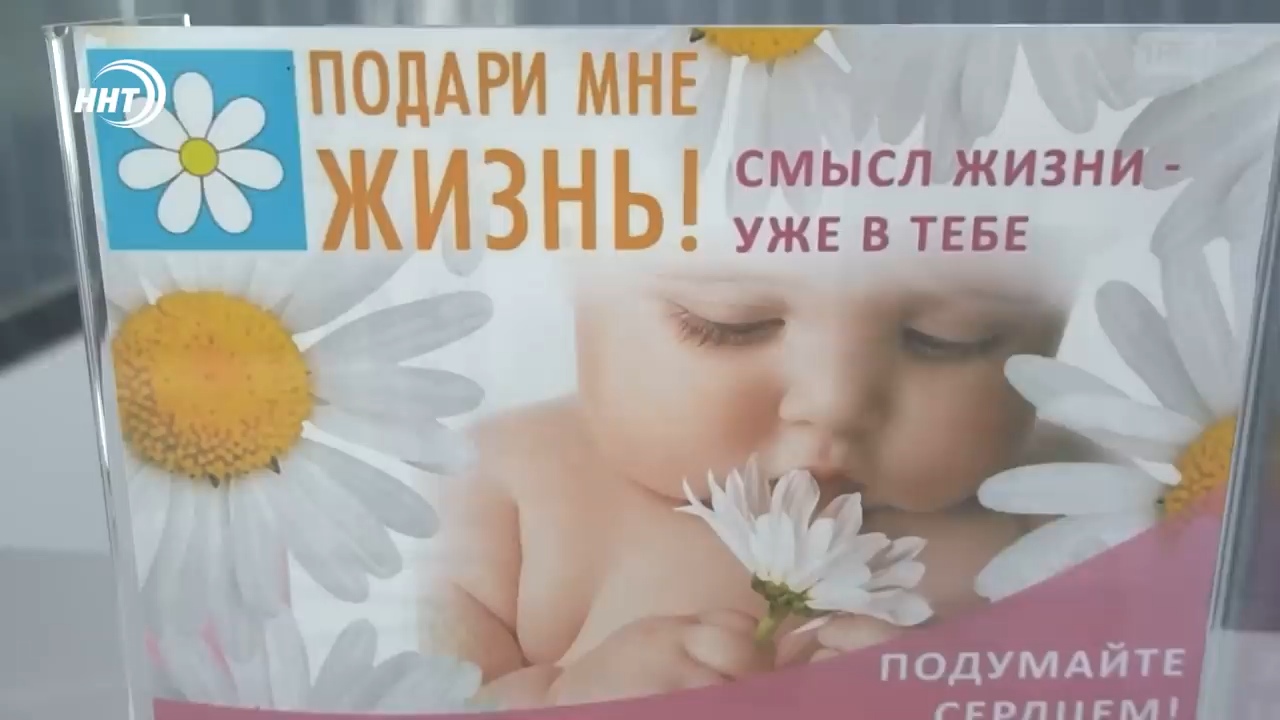 ННТ
ПОДАРИ МНЕ
ЖИЗНЬ!
СМЫСЛ ЖИЗНИ -
УЖЕ В ТЕБЕ
ПОДУМАЙТЕ
СЕРДЦЕМ!